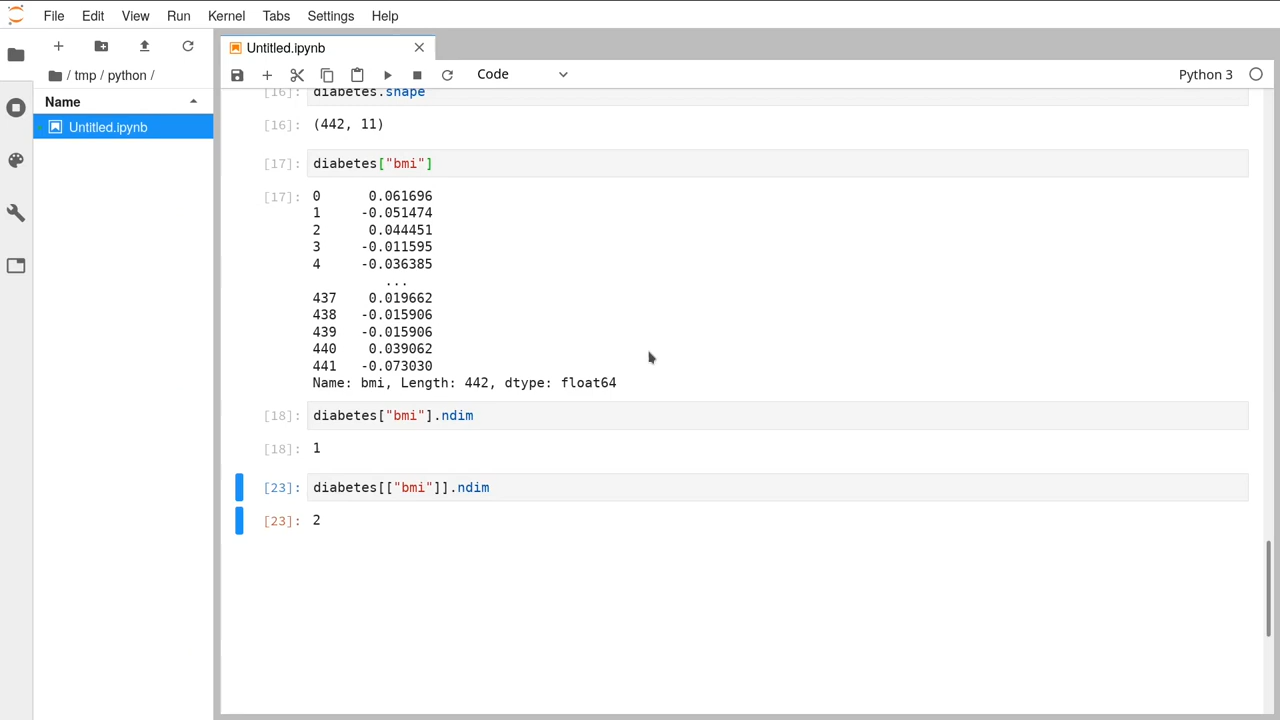 File Edit View Run Kernel Tabs Settings Help
Untitled.ipynb
Code
Python 3
/ tmp / python /
Name
Untitled.ipynb
[16]: diabetes.shape
[16]: (442, 11)
[17]: diabetes["bmi"]
[17]: 0 0.061696
1 -0.051474
2 0.044451
3 -0.011595
4 -0.036385
...
437 0.019662
438 -0.015906
439 -0.015906
440 0.039062
441 -0.073030
Name: bmi, Length: 442, dtype: float64
[18]: diabetes["bmi"].ndim
[18]: 1
[23]: diabetes[["bmi"]].ndim
[23]: 2